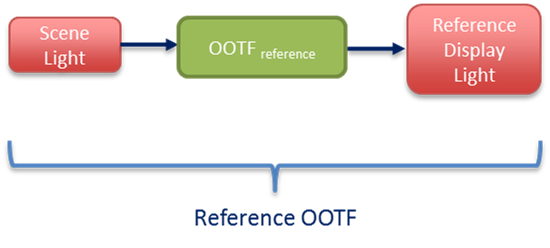 Scene
Light
OOTF reference
Reference
Display
Light
Reference OOTF